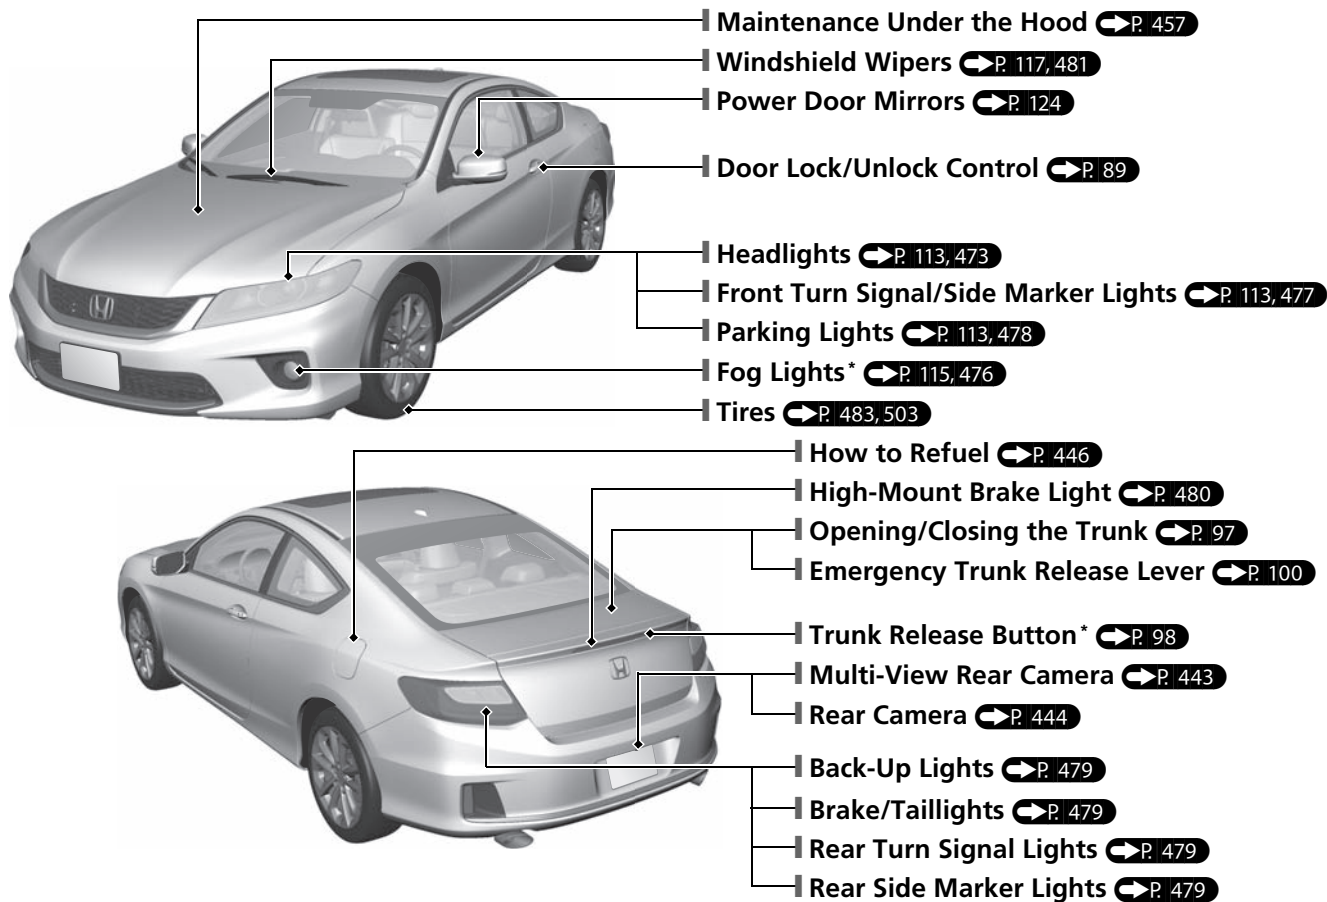 Maintenance Under the Hood P. 457
Windshield Wipers P. 117, 481
Power Door Mirrors P. 124
Door Lock/Unlock Control P. 89
Headlights P. 113, 473
Front Turn Signal/Side Marker Lights P. 113, 477
Parking Lights P. 113, 478
Fog Lights* P. 115, 476
Tires P. 483, 503
How to Refuel P. 446
High-Mount Brake Light P. 480
Opening/Closing the Trunk P. 97
Emergency Trunk Release Lever P. 100
Trunk Release Button* P. 98
Multi-View Rear Camera P. 443
Rear Camera P. 444
Back-Up Lights P. 479
Brake/Taillights P. 479
Rear Turn Signal Lights P. 479
Rear Side Marker Lights P. 479